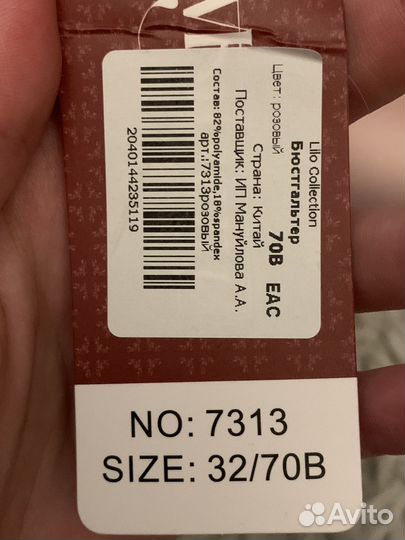 Lilo Collection
Бюстгальтер
70B EAC
Цвет: розовый
Страна: Китай
Поставщик: ИП Мануйлова А.А.
Состав: 82%polyamide,18%spandex
арт.:7313розовый
2040144235119
NO: 7313
SIZE: 32/70B
Avito